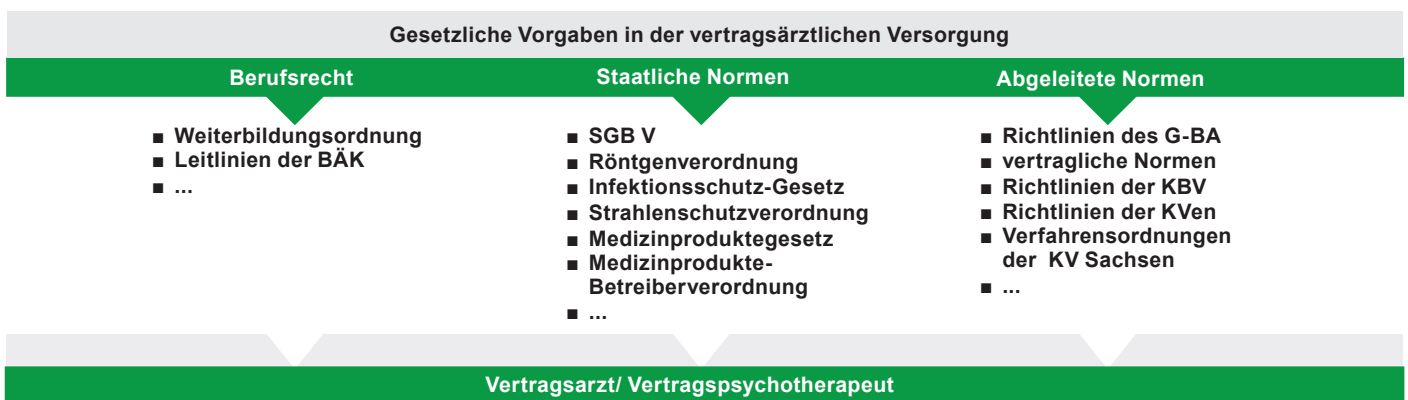 Gesetzliche Vorgaben in der vertragsärztlichen Versorgung
Berufsrecht
■ Weiterbildungsordnung
■ Leitlinien der BÄK
■ ...
Staatliche Normen
■ SGB V
■ Röntgenverordnung
■ Infektionsschutz-Gesetz
■ Strahlenschutzverordnung
■ Medizinproduktegesetz
■ Medizinprodukte-
Betreiberverordnung
■ ...
Abgeleitete Normen
■ Richtlinien des G-BA
■ vertragliche Normen
■ Richtlinien der KBV
■ Richtlinien der KVen
■ Verfahrensordnungen
der KV Sachsen
■ ...
Vertragsarzt/ Vertragspsychotherapeut